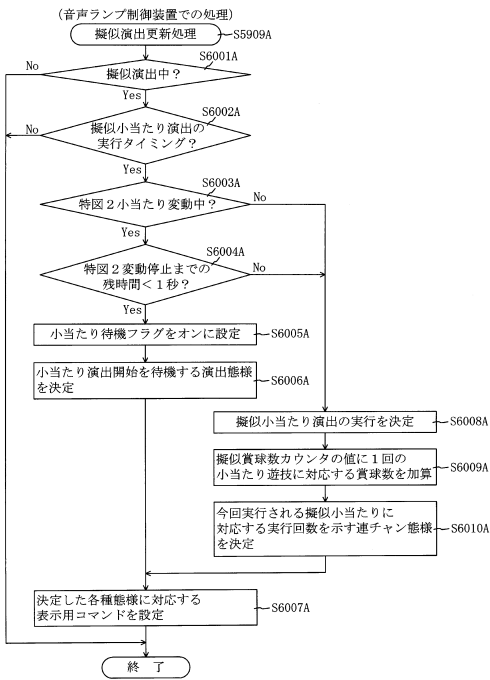 (音声ランプ制御装置での処理)
擬似演出更新処理
S5909A
S6001A
擬似演出中？
No
Yes
S6002A
擬似小当たり演出の
実行タイミング？
No
Yes
S6003A
特図２小当たり変動中？
No
Yes
S6004A
特図２変動停止までの
残時間＜１秒？
No
Yes
小当たり待機フラグをオンに設定
S6005A
小当たり演出開始を待機する演出態様
を決定
S6006A
擬似小当たり演出の実行を決定
S6008A
擬似賞球数カウンタの値に１回の
小当たり遊技に対応する賞球数を加算
S6009A
今回実行される擬似小当たりに
対応する実行回数を示す連チャン態様
を決定
S6010A
決定した各種態様に対応する
表示用コマンドを設定
S6007A
終 了